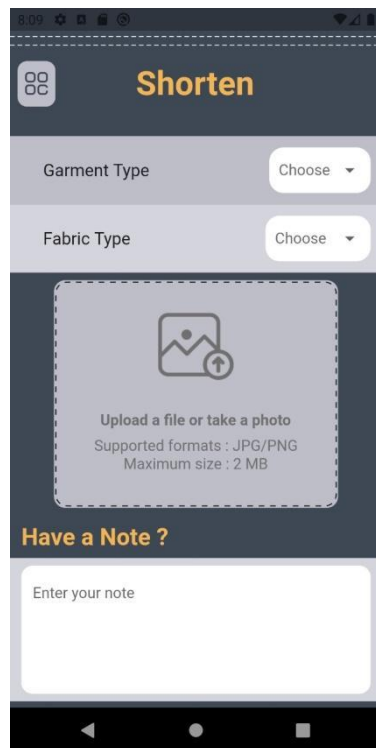 8:09
Shorten
Garment Type
Choose
Fabric Type
Choose
Upload a file or take a photo
Supported formats : JPG/PNG
Maximum size : 2 MB
Have a Note ?
Enter your note